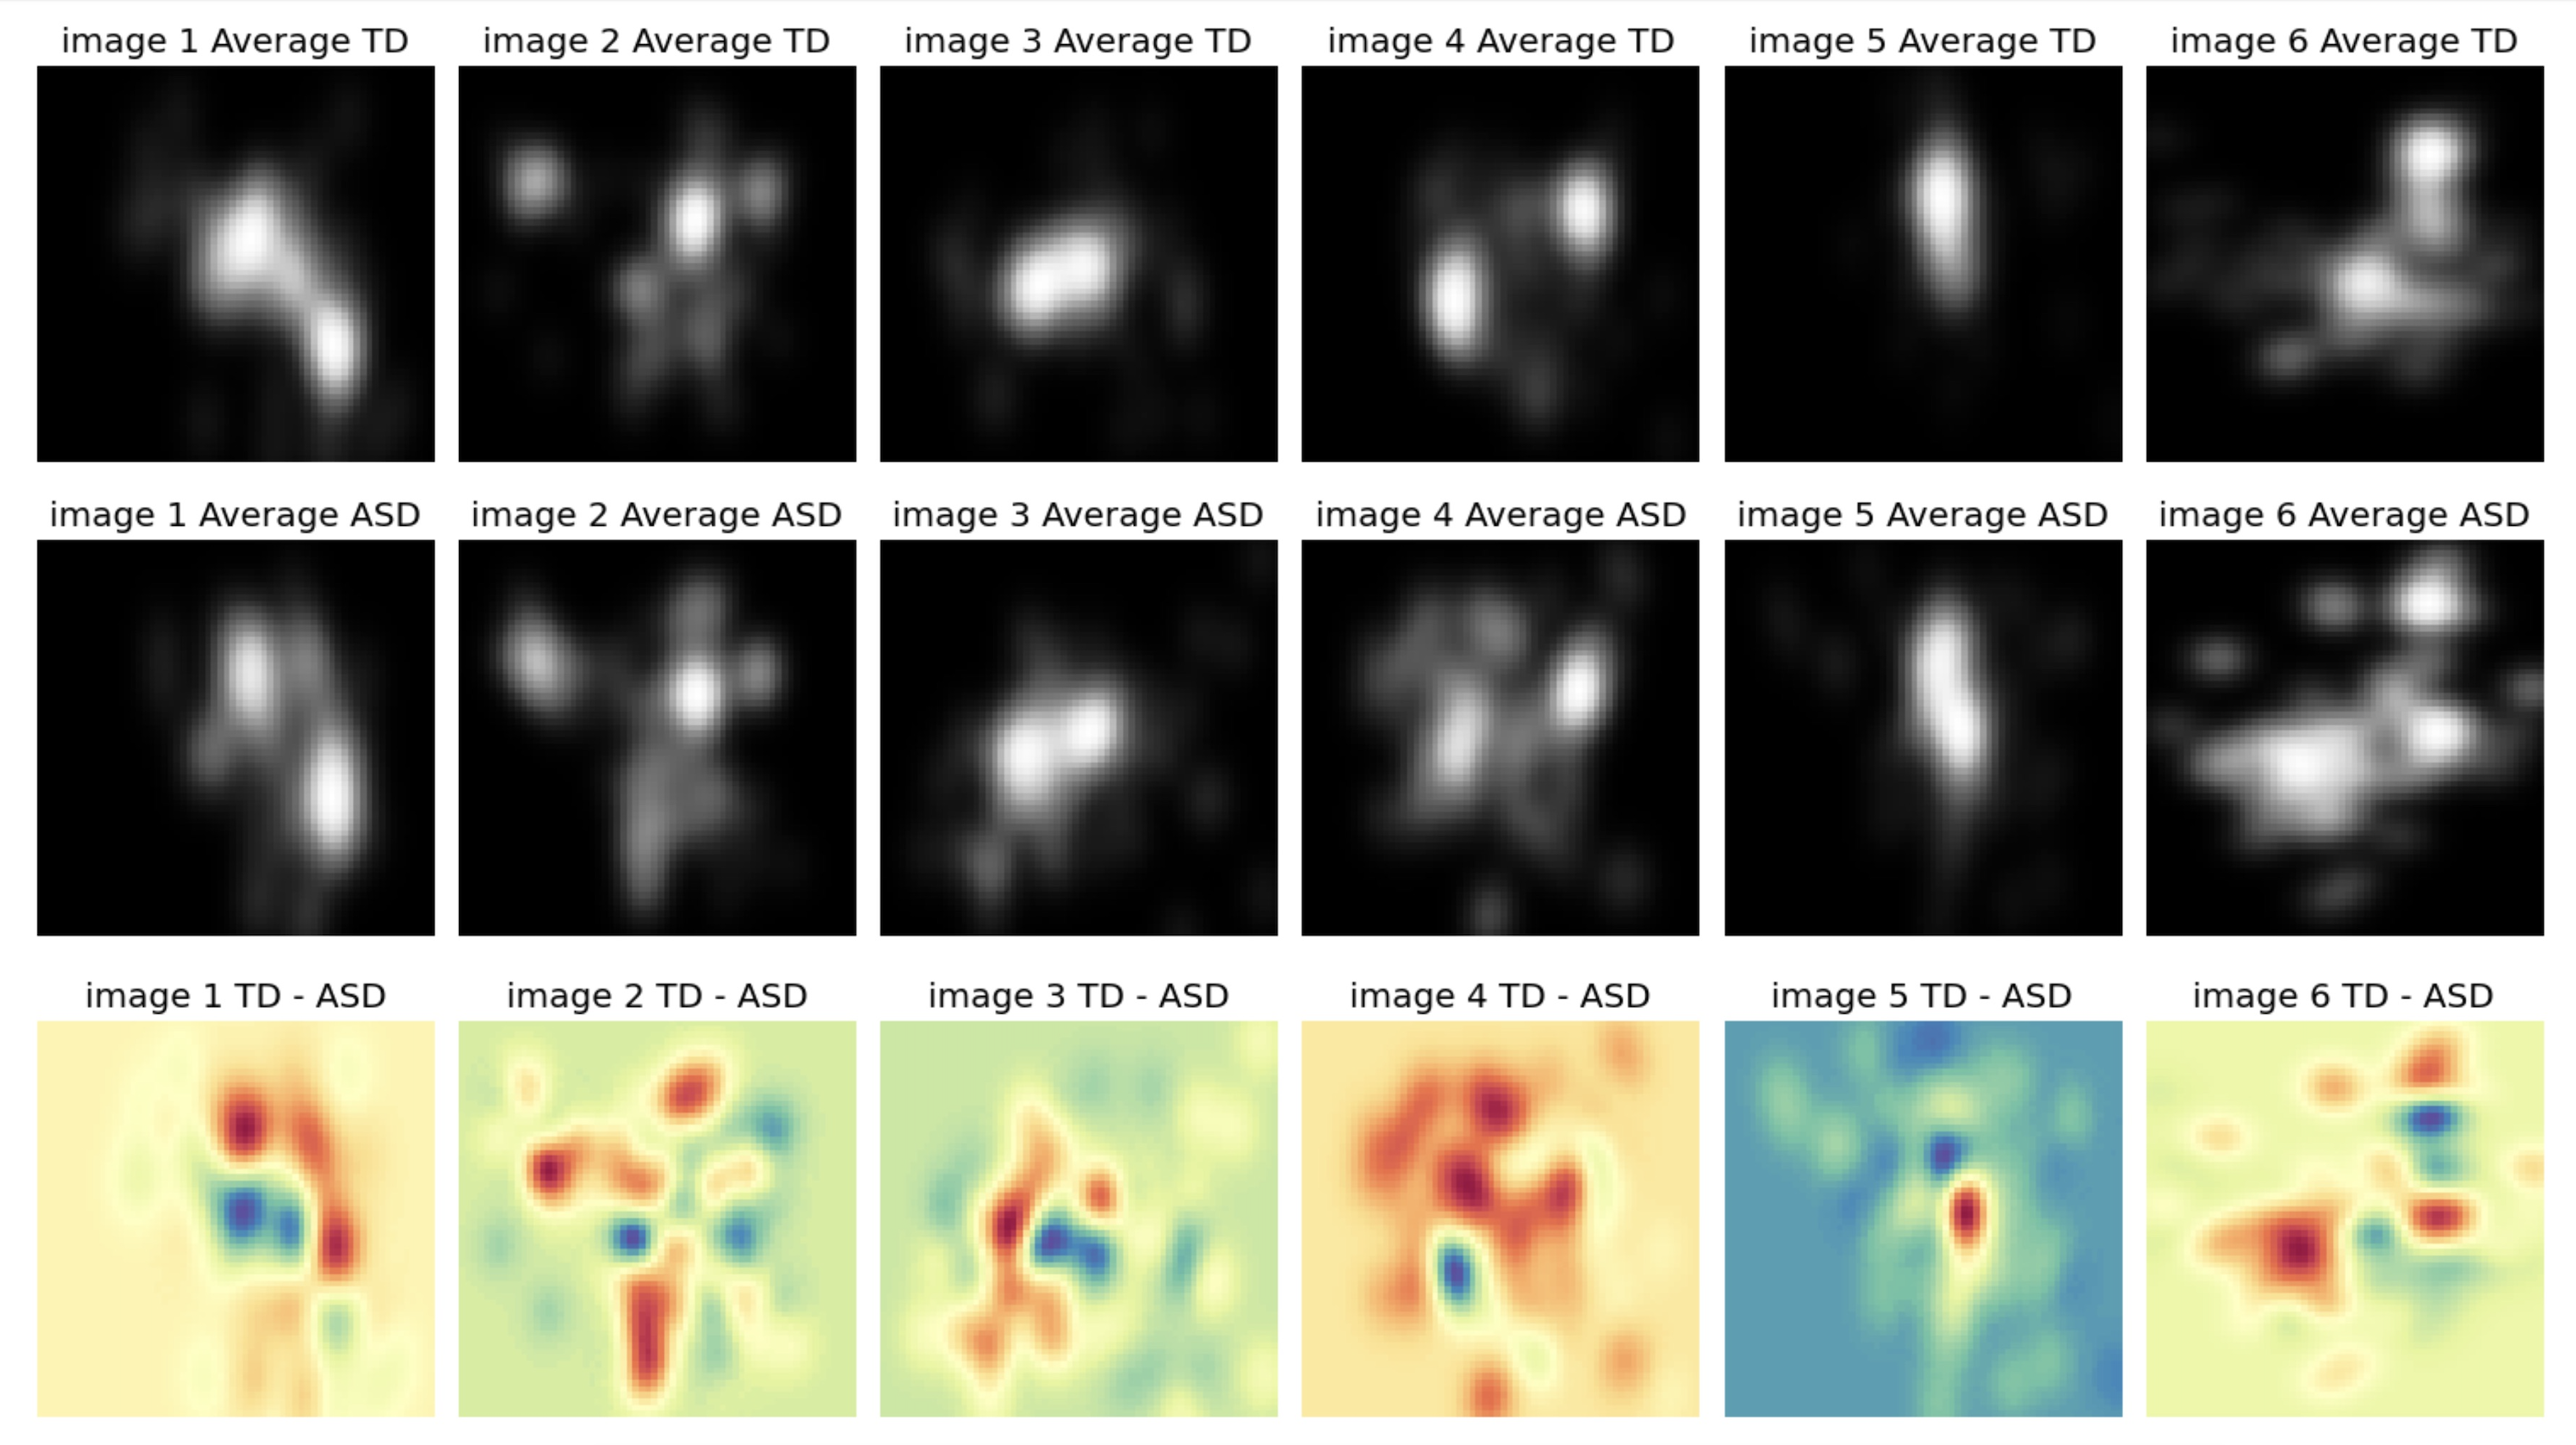 image 1 Average TD
image 2 Average TD
image 3 Average TD
image 4 Average TD
image 5 Average TD
image 6 Average TD
image 1 Average ASD
image 2 Average ASD
image 3 Average ASD
image 4 Average ASD
image 5 Average ASD
image 6 Average ASD
image 1 TD - ASD
image 2 TD - ASD
image 3 TD - ASD
image 4 TD - ASD
image 5 TD - ASD
image 6 TD - ASD